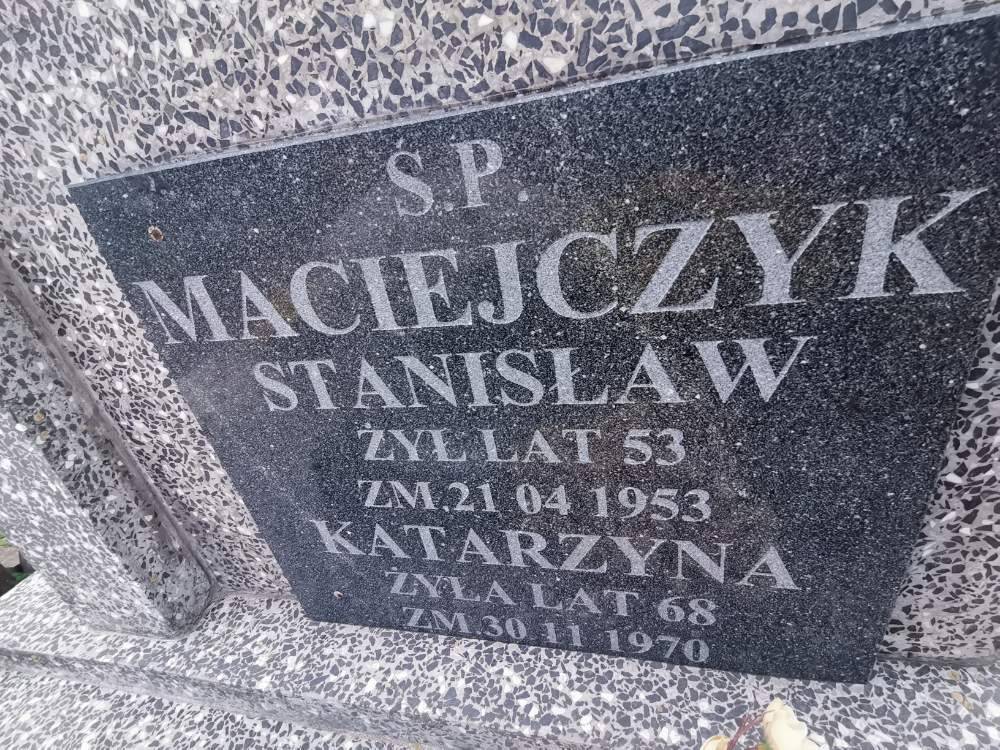 Ś.P.
MACIEJCZYK
STANISŁAW
ŻYŁ LAT 53
ZM.21 04 1953
KATARZYNA
ŻYŁA LAT 68
ZM 30 11 1970